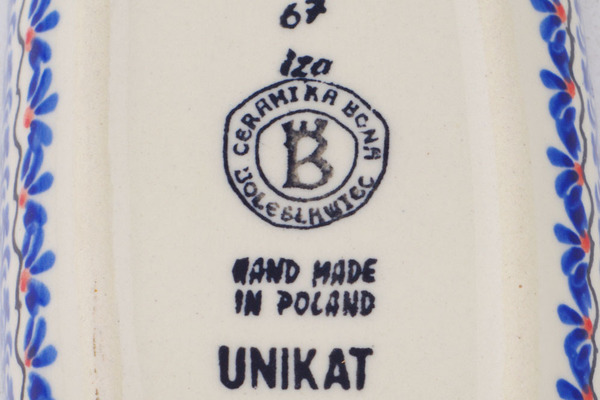 67
Iza
CERAMIKA BONA
B
BOLESŁAWIEC
HAND MADE
IN POLAND
UNIKAT